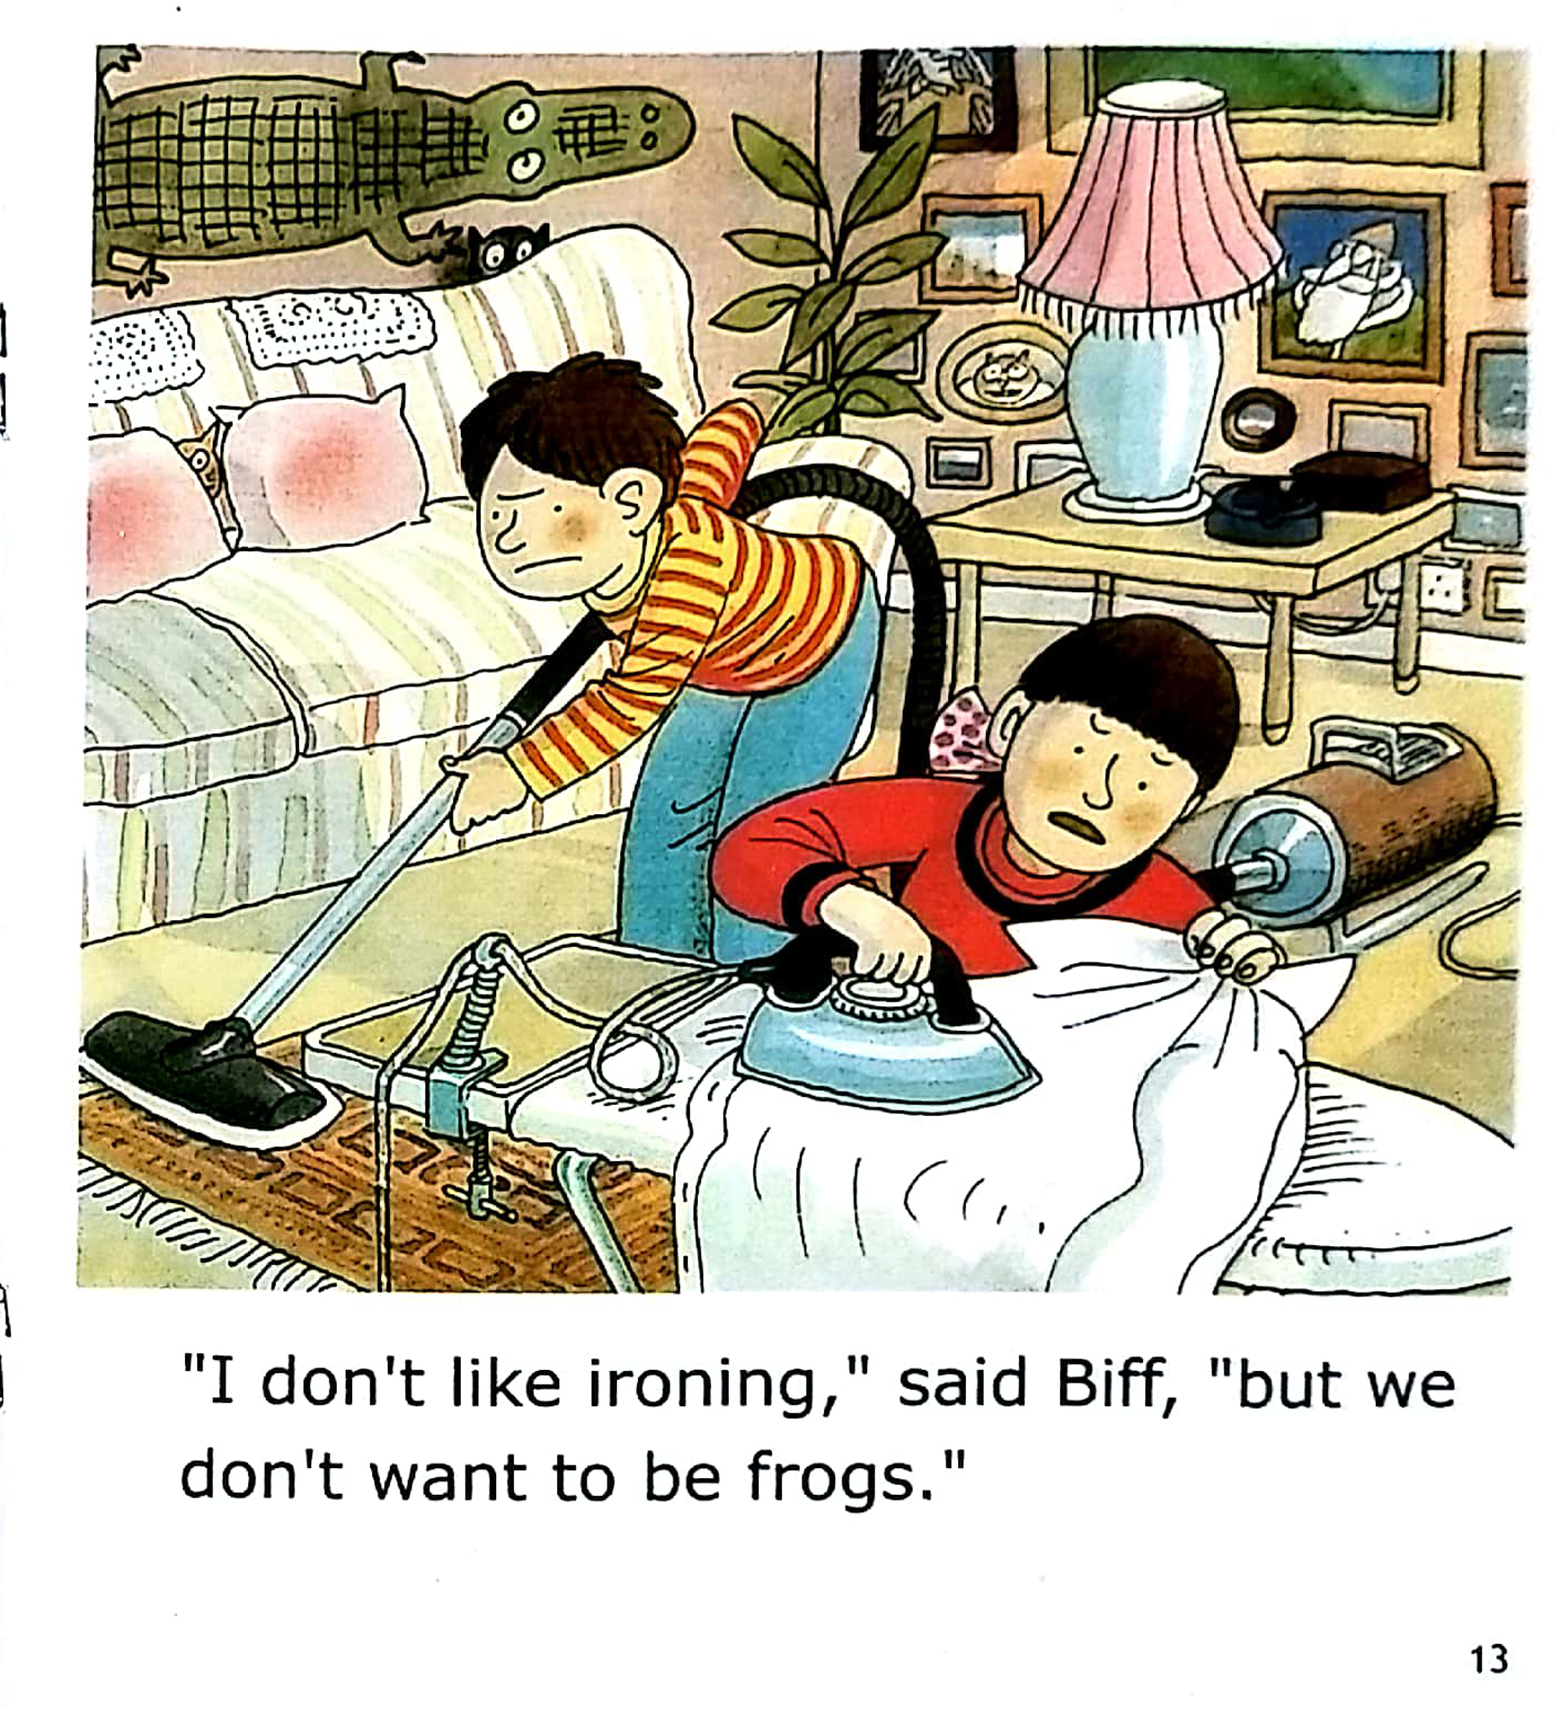 "I don't like ironing," said Biff, "but we
don't want to be frogs."
13